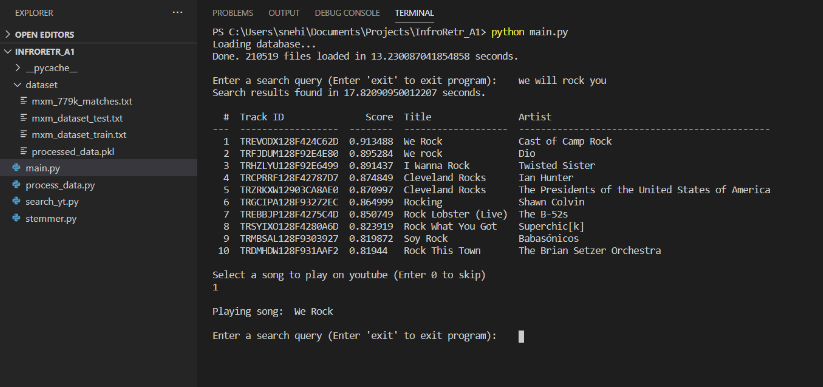 EXPLORER ···
> OPEN EDITORS
INFRORETR_A1
> __pycache__
dataset
mxm_779k_matches.txt
mxm_dataset_test.txt
mxm_dataset_train.txt
processed_data.pkl
main.py
process_data.py
search_yt.py
stemmer.py
PROBLEMS OUTPUT DEBUG CONSOLE TERMINAL
PS C:\Users\snehi\Documents\Projects\InfroRetr_A1> python main.py
Loading database...
Done. 210519 files loaded in 13.230087041854858 seconds.
Enter a search query (Enter 'exit' to exit program): we will rock you
Search results found in 17.82090950012207 seconds.
# Track ID Score Title Artist
--- ------------------ -------- ------------------- ------------------------------------------
1 TREVODX128F424C62D 0.913488 We Rock Cast of Camp Rock
2 TRFJDUM128F92E4E80 0.895284 We rock Dio
3 TRHZLYU128F92E6499 0.891437 I Wanna Rock Twisted Sister
4 TRCPRRF128F42787D7 0.874849 Cleveland Rocks Ian Hunter
5 TRZRKXW12903CA8AE0 0.870997 Cleveland Rocks The Presidents of the United States of America
6 TRGCIPA128F93272EC 0.864999 Rocking Shawn Colvin
7 TREBBJP128F4275C4D 0.850749 Rock Lobster (Live) The B-52s
8 TRSYIXO128F4280A6D 0.823919 Rock What You Got Superchic[k]
9 TRMBSAL128F9303927 0.819872 Soy Rock Babasónicos
10 TRDMHDW128F931AAF2 0.81944 Rock This Town The Brian Setzer Orchestra
Select a song to play on youtube (Enter 0 to skip)
1
Playing song: We Rock
Enter a search query (Enter 'exit' to exit program):